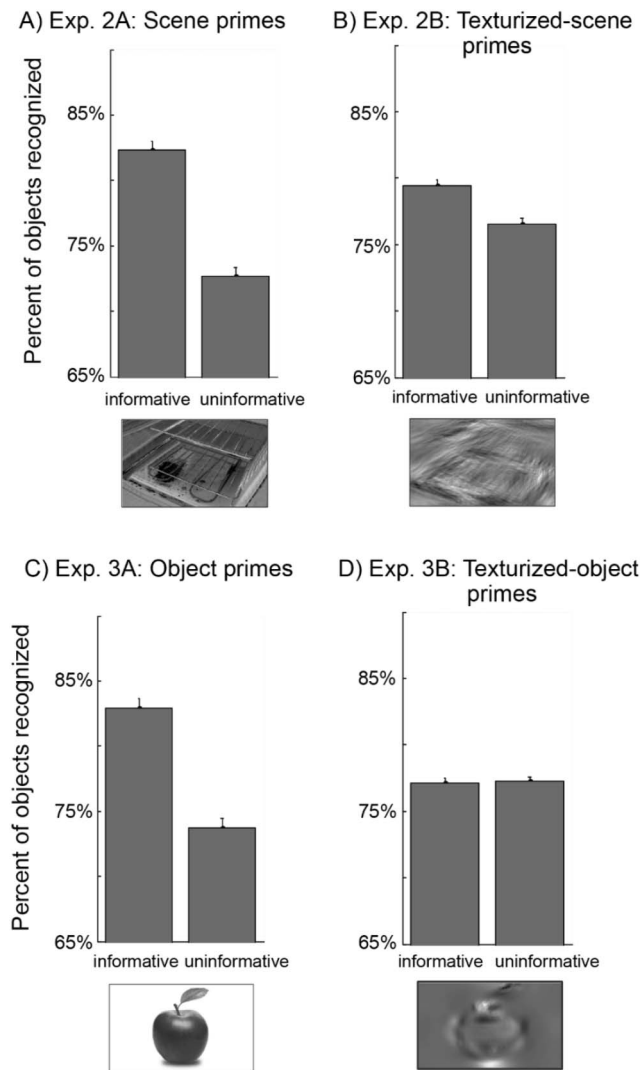 A) Exp. 2A: Scene primes
Percent of objects recognized
85%
75%
65%
informative uninformative
B) Exp. 2B: Texturized-scene
primes
85%
75%
65%
informative uninformative
C) Exp. 3A: Object primes
Percent of objects recognized
85%
75%
65%
informative uninformative
D) Exp. 3B: Texturized-object
primes
85%
75%
65%
informative uninformative